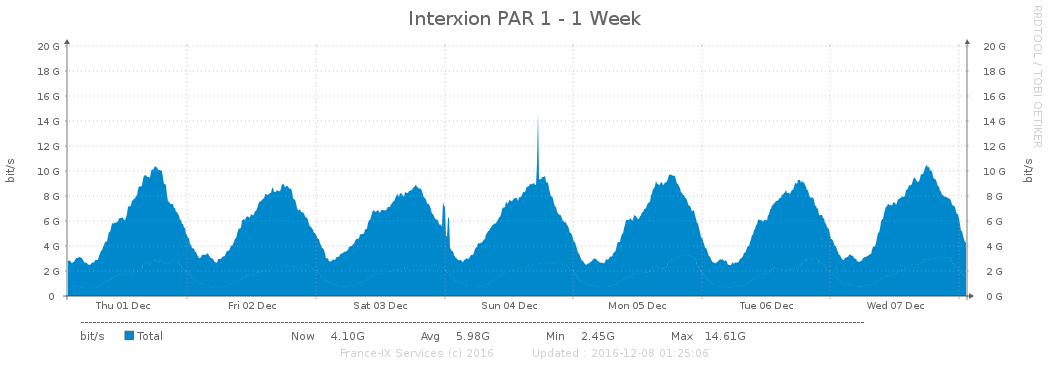 Interxion PAR 1 - 1 Week
RRDTOOL / TOBI OETIKER
20 G 20 G
18 G 18 G
16 G 16 G
14 G 14 G
12 G 12 G
10 G 10 G
8 G 8 G
6 G 6 G
4 G 4 G
2 G 2 G
0 0 G
bit/s
bit/s
Thu 01 Dec Fri 02 Dec Sat 03 Dec Sun 04 Dec Mon 05 Dec Tue 06 Dec Wed 07 Dec
bit/s Total Now 4.10G Avg 5.98G Min 2.45G Max 14.61G
France-IX Services (c) 2016 Updated : 2016-12-08 01:25:06